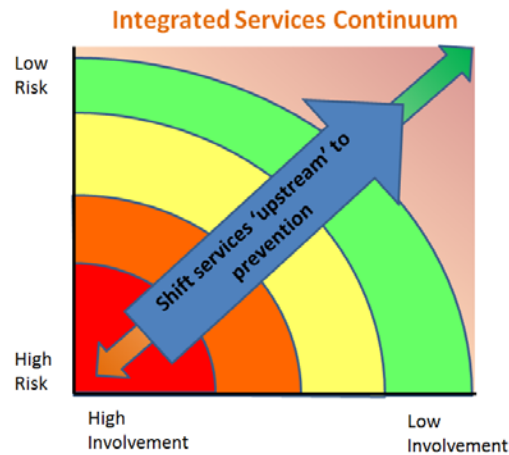 Integrated Services Continuum
Low
Risk
Shift services 'upstream' to
prevention
High
Risk
High
Involvement
Low
Involvement